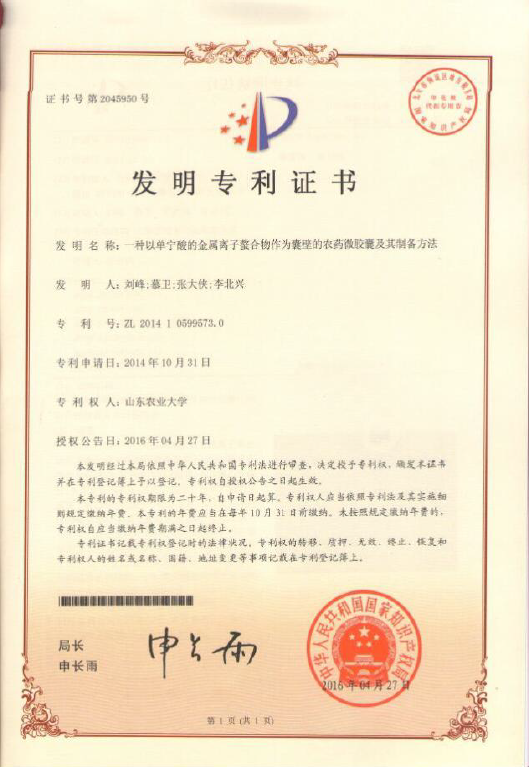 证书号第2045950号
发明专利证书
发明名称：一种以单宁酸的金属离子螯合物作为囊壁的农药微胶囊及其制备方法
发明人：刘峰;慕卫;张大侠;李北兴
专利号：ZL 2014 1 0599573.0
专利申请日：2014年10月31日
专利权人：山东农业大学
授权公告日：2016年04月27日
本发明经过本局依照中华人民共和国专利法进行审查，决定授予专利权，颁发本证书
并在专利登记簿上予以登记。专利权自授权公告之日起生效。
本专利的专利权期限为二十年，自申请日起算。专利权人应当依照专利法及其实施细
则规定缴纳年费。本专利的年费应当在每年10月31日前缴纳。未按照规定缴纳年费的，
专利权自应当缴纳年费期满之日起终止。
专利证书记载专利权登记时的法律状况。专利权的转移、质押、无效、终止、恢复和
专利权人的姓名或名称、国籍、地址变更等事项记载在专利登记簿上。
局长
申长雨
申长雨
中华人民共和国国家知识产权局
2016年04月27日
第1页(共1页)